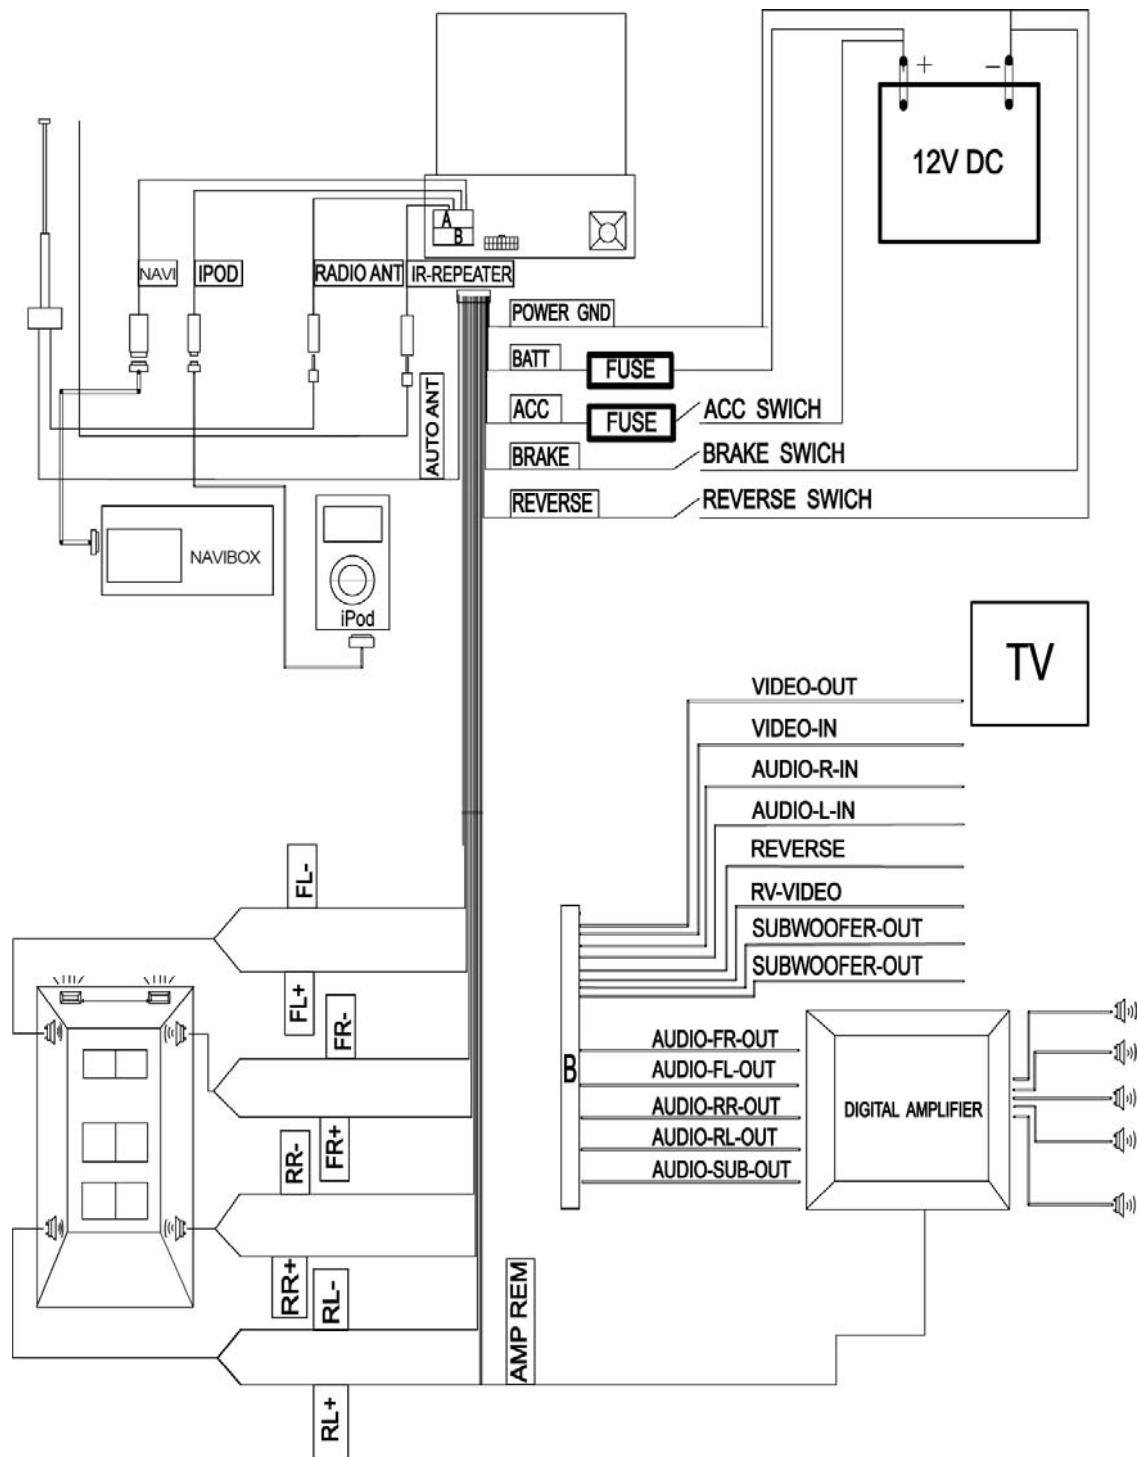 +
−
12V DC
A
B
NAVI
IPOD
RADIO ANT
IR-REPEATER
POWER GND
BATT
FUSE
ACC
FUSE
ACC SWICH
BRAKE
BRAKE SWICH
REVERSE
REVERSE SWICH
AUTO ANT
NAVIBOX
iPod
TV
VIDEO-OUT
VIDEO-IN
AUDIO-R-IN
AUDIO-L-IN
REVERSE
RV-VIDEO
SUBWOOFER-OUT
SUBWOOFER-OUT
FL-
FL+
FR-
FR+
RR-
RR+
RL-
RL+
B
AUDIO-FR-OUT
AUDIO-FL-OUT
AUDIO-RR-OUT
AUDIO-RL-OUT
AUDIO-SUB-OUT
DIGITAL AMPLIFIER
AMP REM